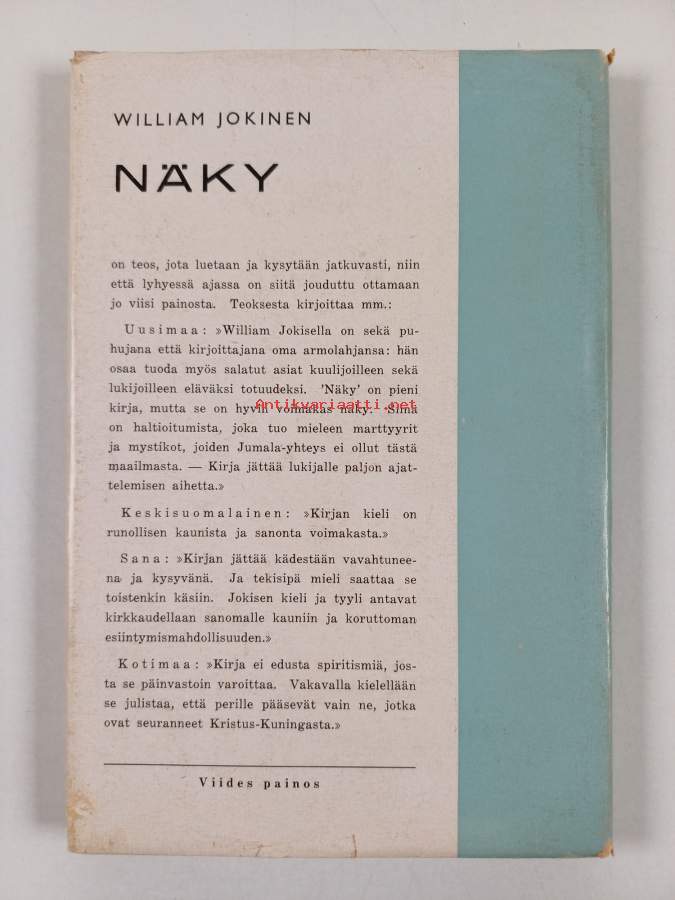 WILLIAM JOKINEN
NÄKY
on teos, jota luetaan ja kysytään jatkuvasti, niin
että lyhyessä ajassa on siitä jouduttu ottamaan
jo viisi painosta. Teoksesta kirjoittaa mm.:
Uusimaa: »William Jokisella on sekä pu-
hujana että kirjoittajana oma armolahjansa: hän
osaa tuoda myös salatut asiat kuulijoilleen sekä
lukijoilleen eläväksi totuudeksi. 'Näky' on pieni
kirja, mutta se on hyvin voimakas näky. Siinä
Antikvariaatti.net
on haltioitumista, joka tuo mieleen marttyyrit
ja mystikot, joiden Jumala-yhteys ei ollut tästä
maailmasta. — Kirja jättää lukijalle paljon ajat-
telemisen aihetta.»
Keskisuomalainen: »Kirjan kieli on
runollisen kaunista ja sanonta voimakasta.»
Sana: »Kirjan jättää kädestään vavahtunee-
na ja kysyvänä. Ja tekisipä mieli saattaa se
toistenkin käsiin. Jokisen kieli ja tyyli antavat
kirkkaudellaan sanomalle kauniin ja koruttoman
esiintymismahdollisuuden.»
Kotimaa: »Kirja ei edusta spiritismiä, jos-
ta se päinvastoin varoittaa. Vakavalla kielellään
se julistaa, että perille pääsevät vain ne, jotka
ovat seuranneet Kristus-Kuningasta.»
Viides painos